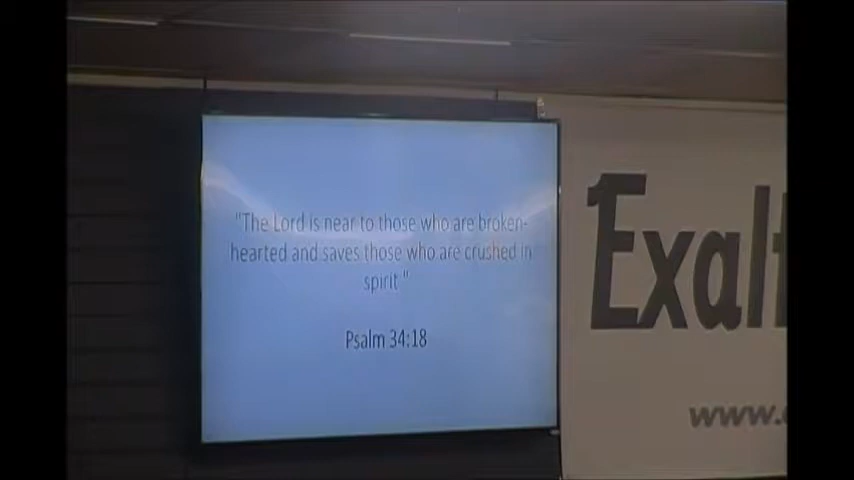 "The Lord is near to those who are broken-
hearted and saves those who are crushed in
spirit "
Psalm 34:18
Exalt
www.